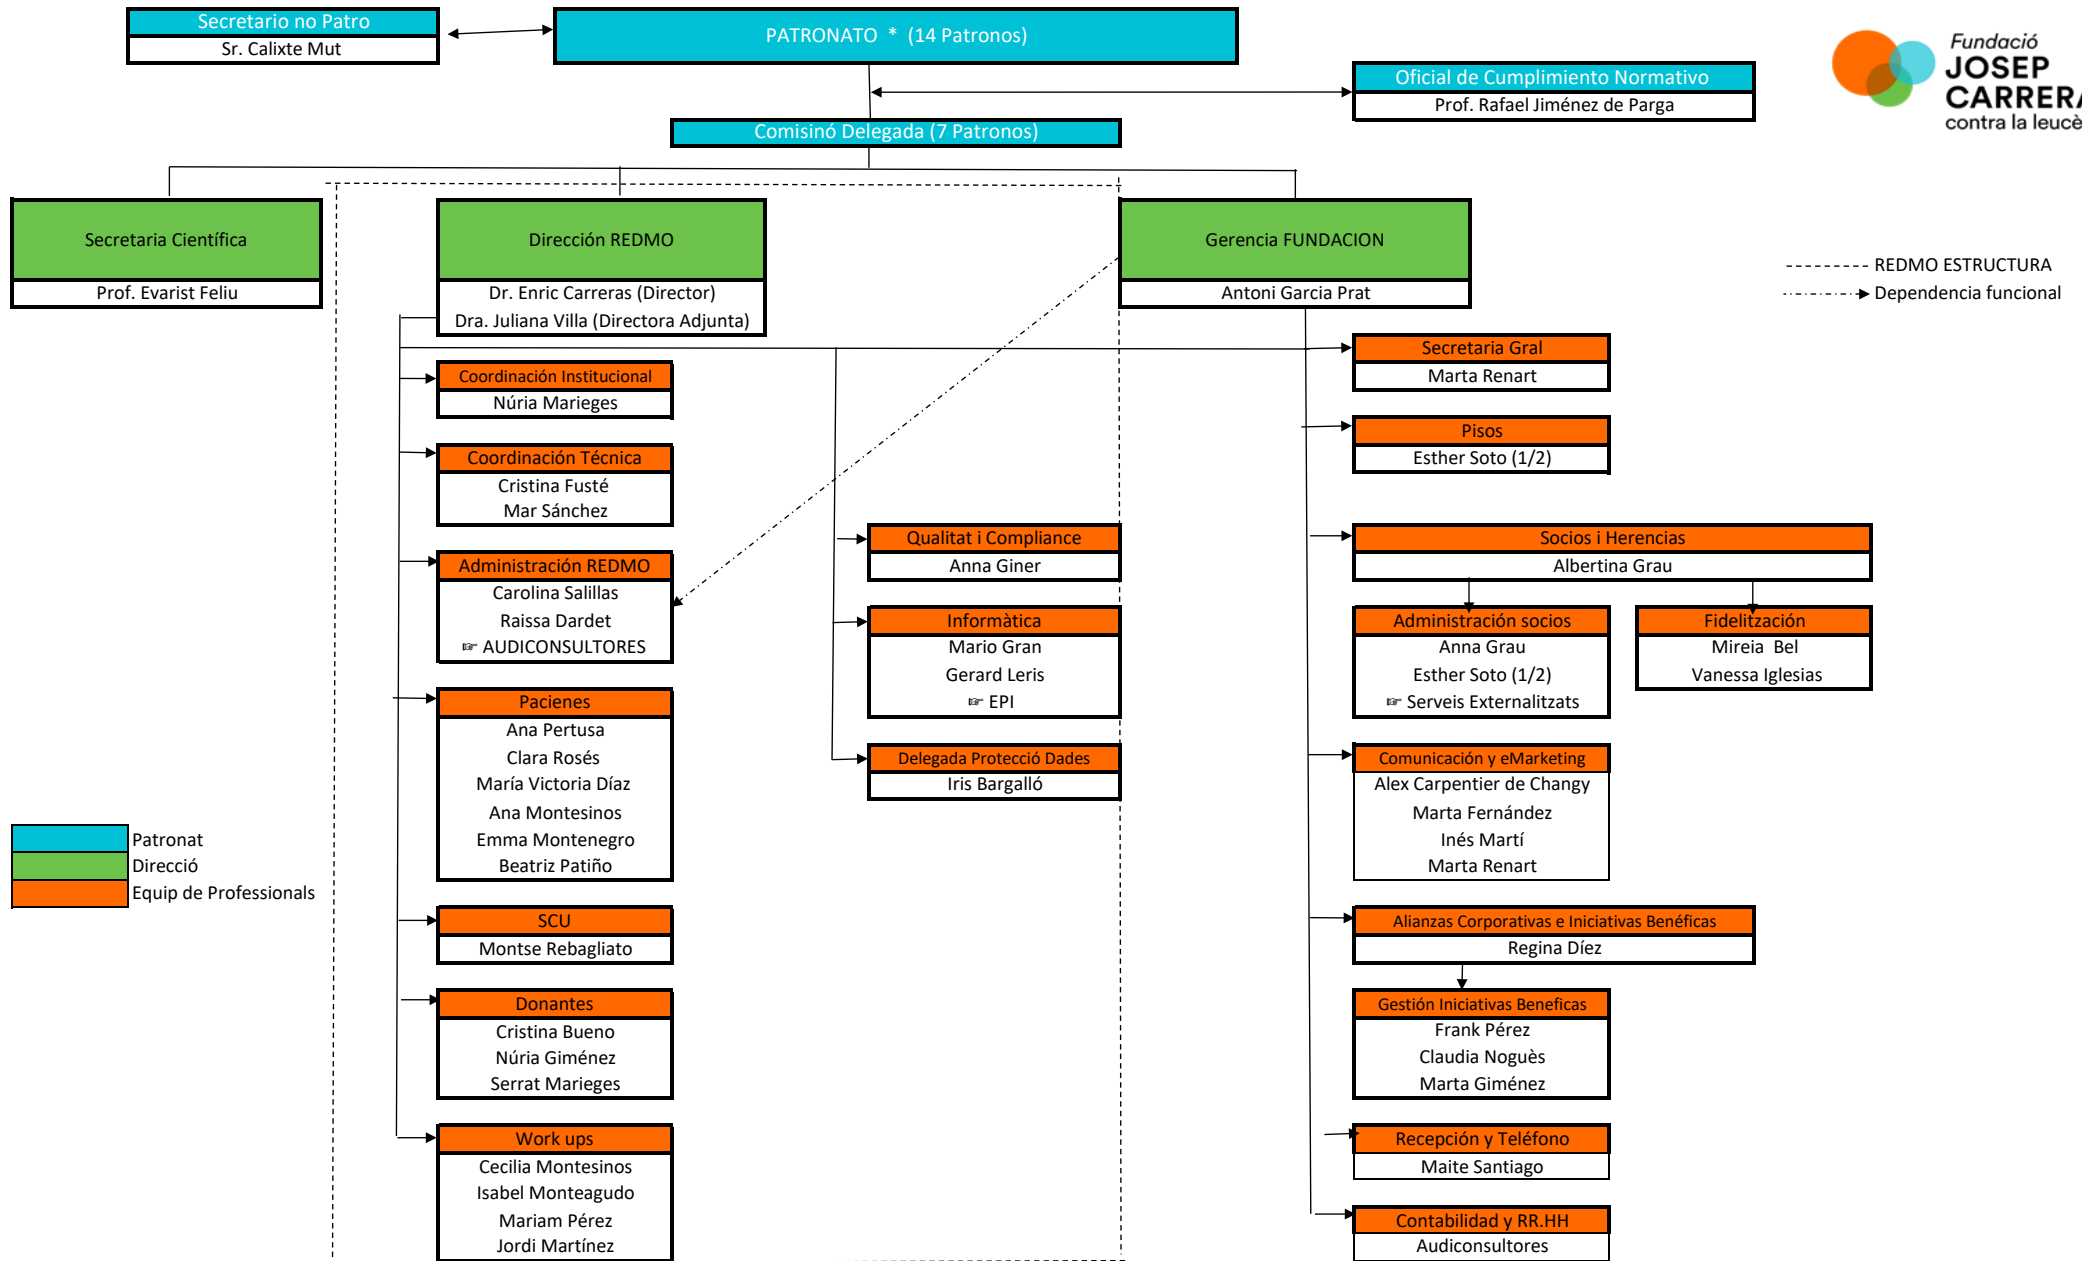 Secretario no Patro
Sr. Calixte Mut
PATRONATO * (14 Patronos)
Oficial de Cumplimiento Normativo
Prof. Rafael Jiménez de Parga
Fundació
JOSEP
CARRERA
contra la leucè
Comisinó Delegada (7 Patronos)
Secretaria Científica
Prof. Evarist Feliu
Dirección REDMO
Dr. Enric Carreras (Director)
Dra. Juliana Villa (Directora Adjunta)
Gerencia FUNDACION
Antoni Garcia Prat
REDMO ESTRUCTURA
Dependencia funcional
Coordinación Institucional
Núria Marieges
Coordinación Técnica
Cristina Fusté
Mar Sánchez
Administración REDMO
Carolina Salillas
Raissa Dardet
☞ AUDICONSULTORES
Pacienes
Ana Pertusa
Clara Rosés
María Victoria Díaz
Ana Montesinos
Emma Montenegro
Beatriz Patiño
SCU
Montse Rebagliato
Donantes
Cristina Bueno
Núria Giménez
Serrat Marieges
Work ups
Cecilia Montesinos
Isabel Monteagudo
Mariam Pérez
Jordi Martínez
Qualitat i Compliance
Anna Giner
Informàtica
Mario Gran
Gerard Leris
☞ EPI
Delegada Protecció Dades
Iris Bargalló
Secretaria Gral
Marta Renart
Pisos
Esther Soto (1/2)
Socios i Herencias
Albertina Grau
Administración socios
Anna Grau
Esther Soto (1/2)
☞ Serveis Externalitzats
Fidelitzación
Mireia Bel
Vanessa Iglesias
Comunicación y eMarketing
Alex Carpentier de Changy
Marta Fernández
Inés Martí
Marta Renart
Alianzas Corporativas e Iniciativas Benéficas
Regina Díez
Gestión Iniciativas Beneficas
Frank Pérez
Claudia Noguès
Marta Giménez
Recepción y Teléfono
Maite Santiago
Contabilidad y RR.HH
Audiconsultores
Patronat
Direcció
Equip de Professionals